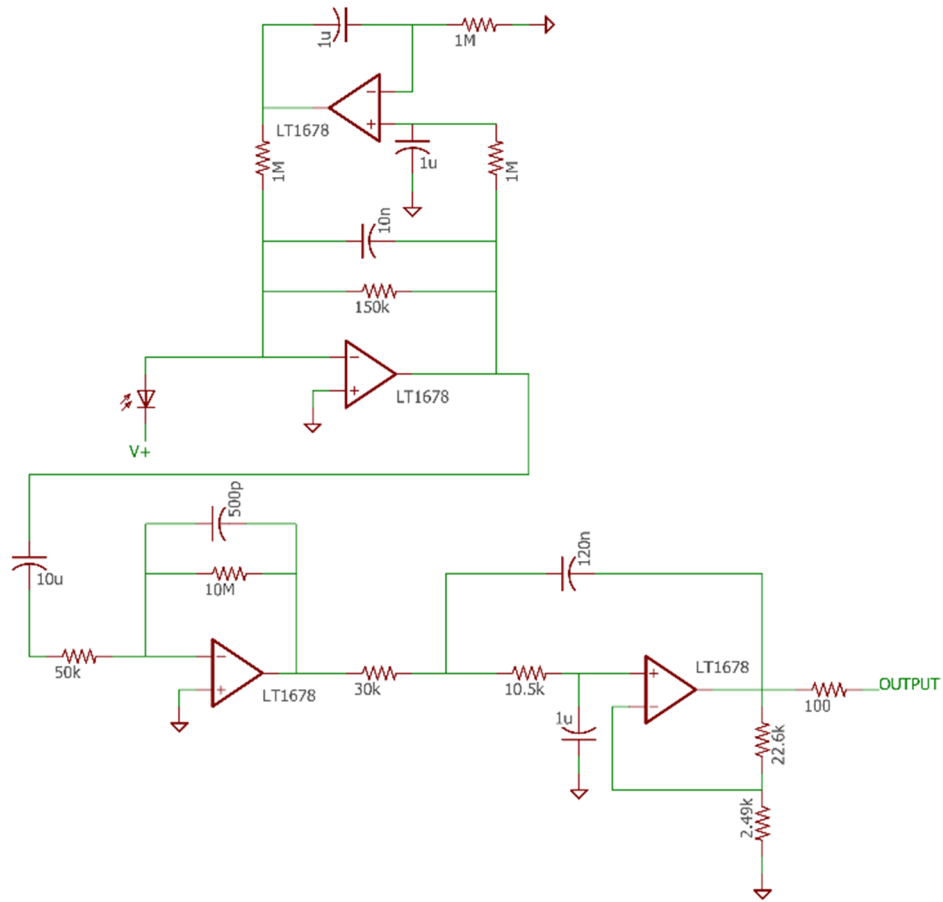 1u
1M
−
+
LT1678
1u
1M
1M
10n
150k
−
+
LT1678
V+
500p
10u
10M
120n
50k
−
+
LT1678
30k
10.5k
1u
+
−
LT1678
OUTPUT
100
22.6k
2.49k